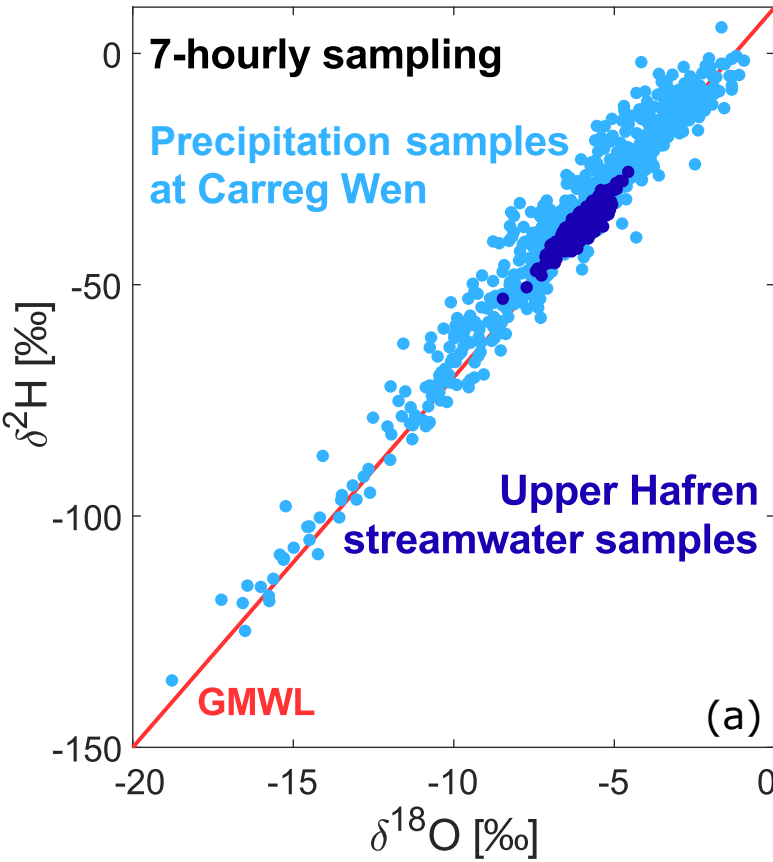 7-hourly sampling
Precipitation samples
at Carreg Wen
Upper Hafren
streamwater samples
GMWL
(a)
0
-50
-100
-150
δ²H [‰]
-20 -15 -10 -5 0
δ¹⁸O [‰]